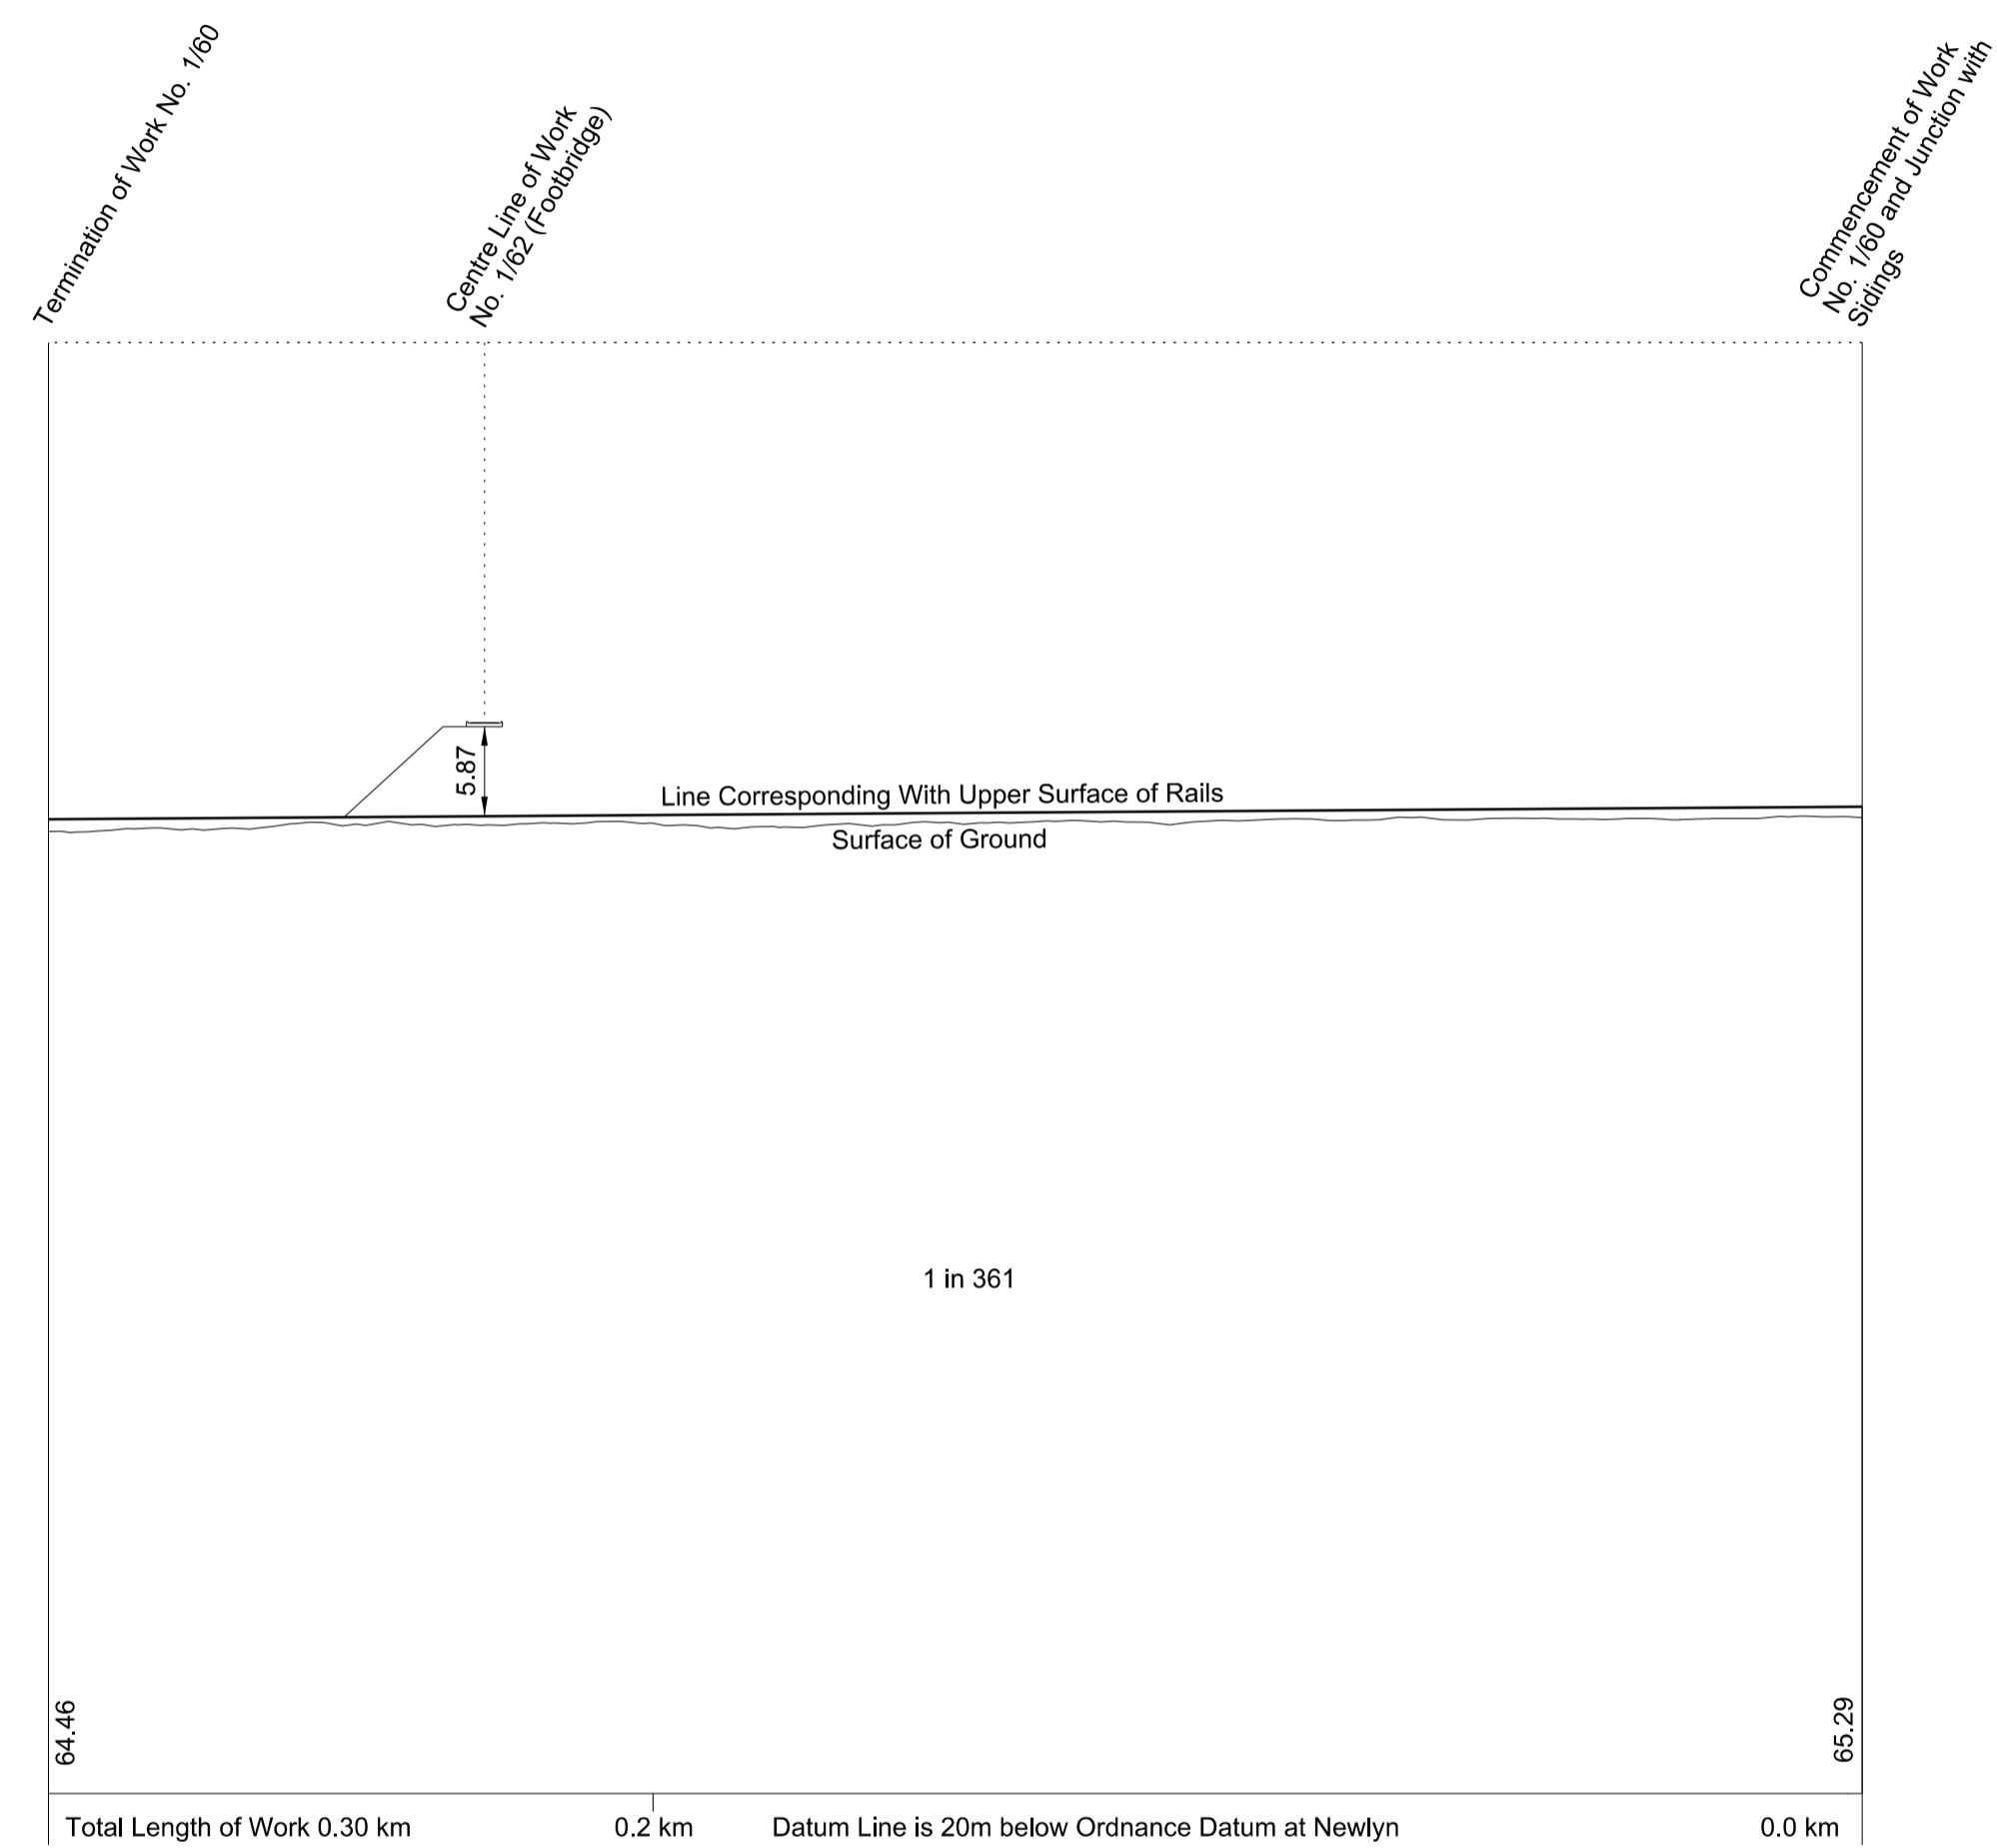 Termination of Work No. 1/60
Centre Line of Work
No. 1/62 (Footbridge)
Commencement of Work
No. 1/60 and Junction with
Sidings
5.87
Line Corresponding With Upper Surface of Rails
Surface of Ground
1 in 361
64.46
65.29
Total Length of Work 0.30 km
0.2 km
Datum Line is 20m below Ordnance Datum at Newlyn
0.0 km